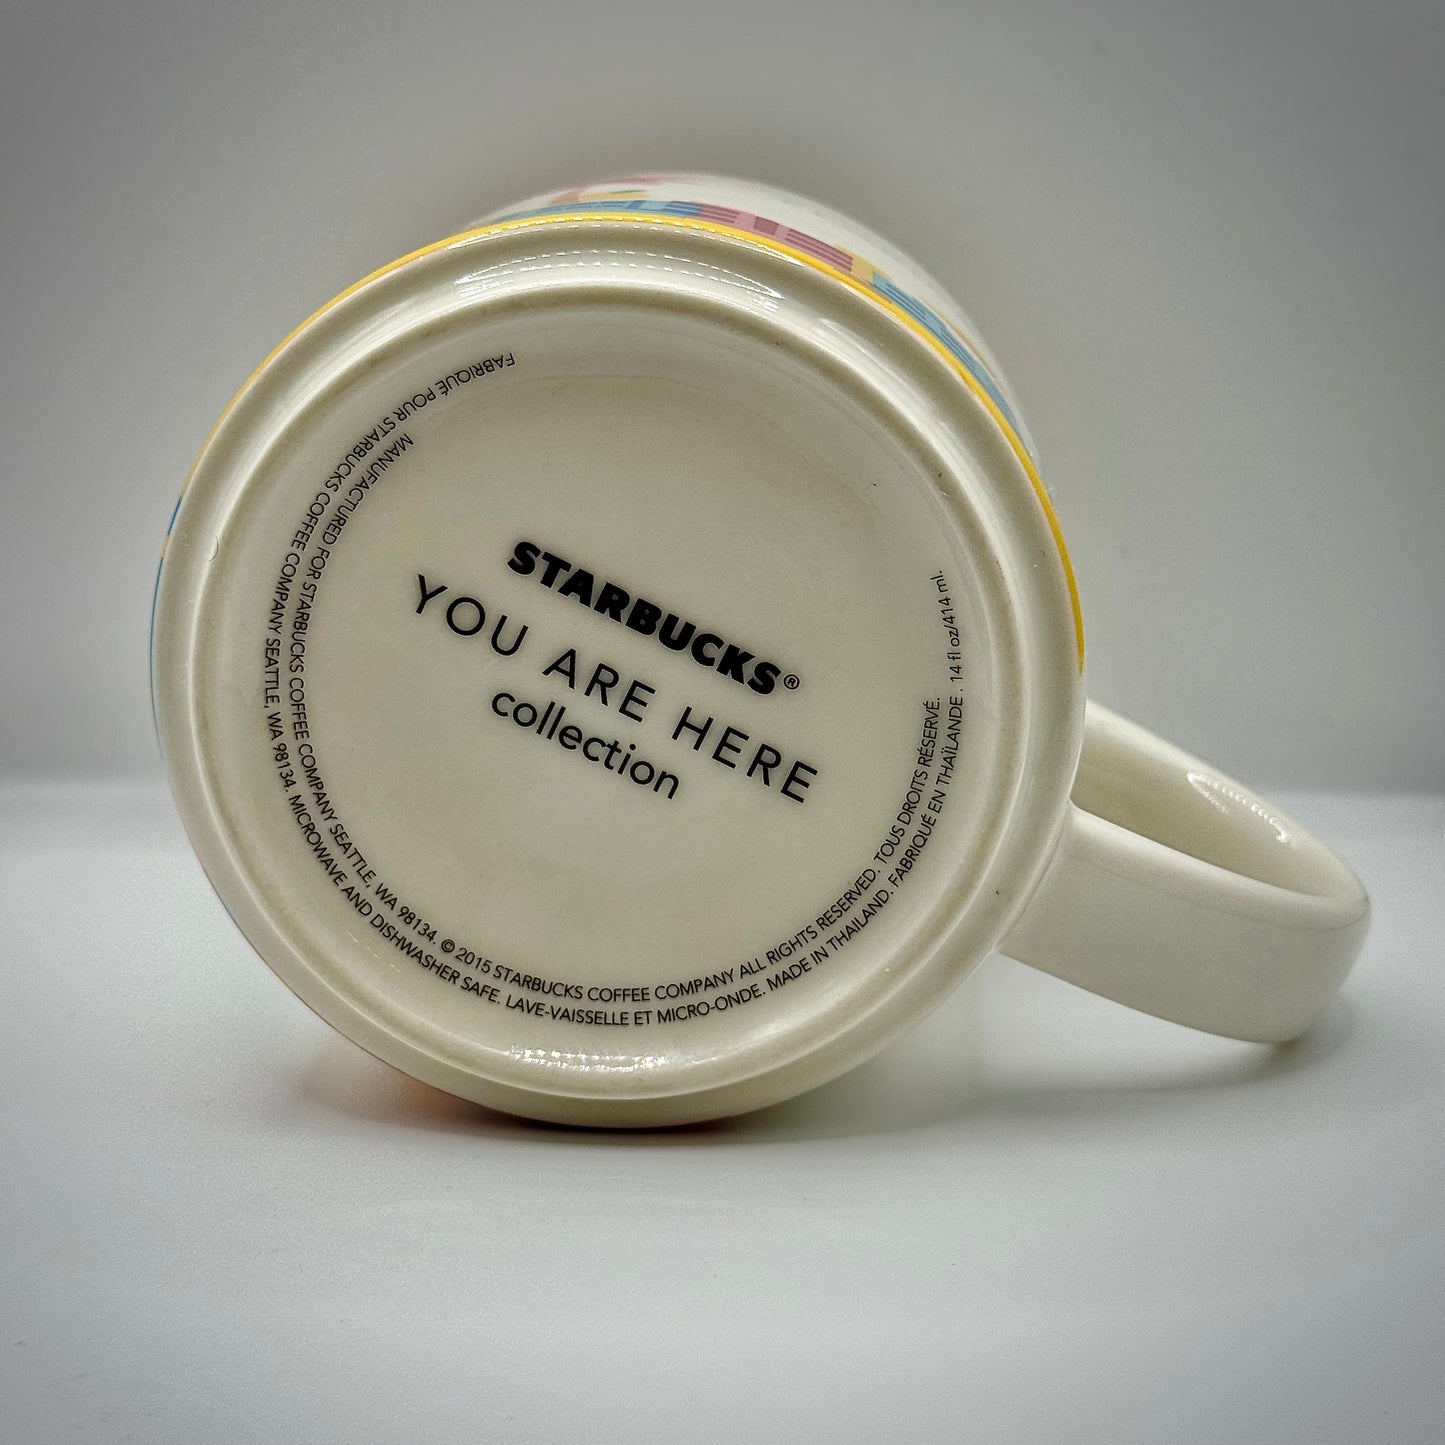 STARBUCKS®
YOU ARE HERE
collection
MANUFACTURED FOR STARBUCKS COFFEE COMPANY SEATTLE, WA 98134. © 2015 STARBUCKS COFFEE COMPANY ALL RIGHTS RESERVED. TOUS DROITS RÉSERVÉ.
FABRIQUÉ POUR STARBUCKS COFFEE COMPANY SEATTLE, WA 98134. MICROWAVE AND DISHWASHER SAFE. LAVE-VAISSELLE ET MICRO-ONDE. MADE IN THAILAND. FABRIQUÉ EN THAÏLANDE . 14 fl oz/414 ml.